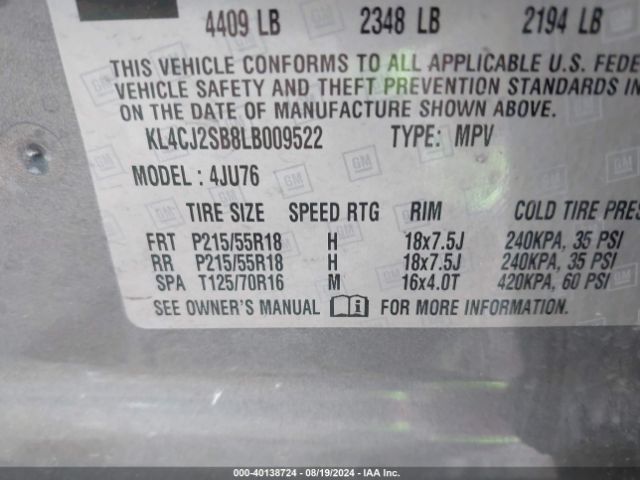 4409 LB 2348 LB 2194 LB
THIS VEHICLE CONFORMS TO ALL APPLICABLE U.S. FEDE
VEHICLE SAFETY AND THEFT PREVENTION STANDARDS IN
ON THE DATE OF MANUFACTURE SHOWN ABOVE.
KL4CJ2SB8LB009522 TYPE: MPV
MODEL: 4JU76
TIRE SIZE SPEED RTG RIM COLD TIRE PRES
FRT P215/55R18 H 18x7.5J 240KPA, 35 PSI
RR P215/55R18 H 18x7.5J 240KPA, 35 PSI
SPA T125/70R16 M 16x4.0T 420KPA, 60 PSI
SEE OWNER'S MANUAL i FOR MORE INFORMATION.
000-40138724 - 08/19/2024 - IAA Inc.